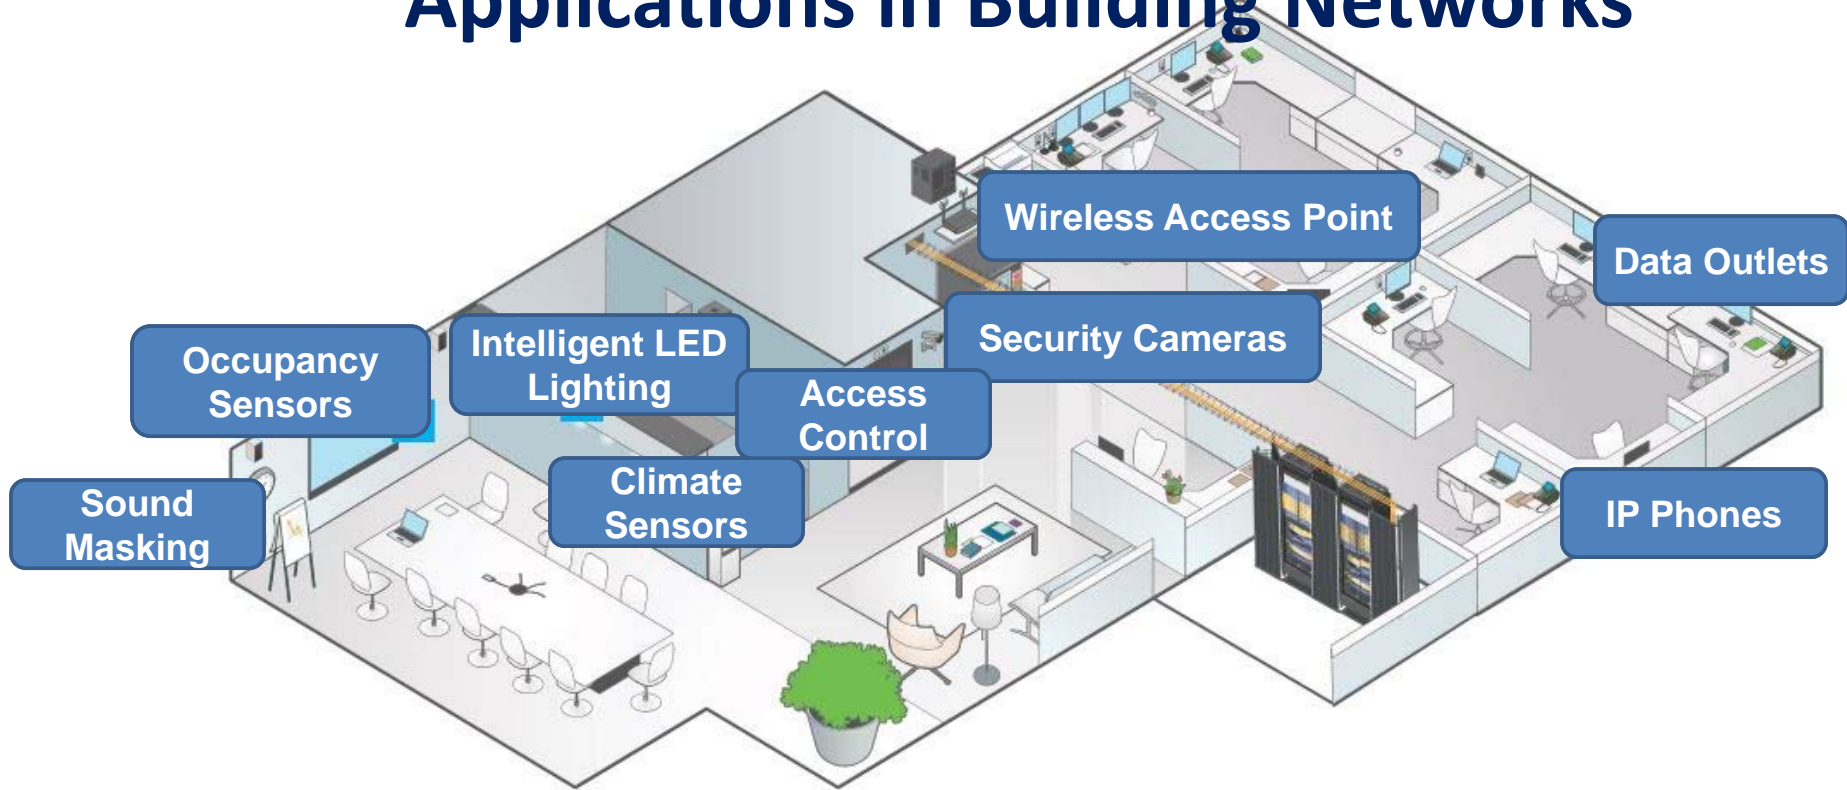 Applications in Building Networks
Wireless Access Point
Data Outlets
Security Cameras
Intelligent LED
Lighting
Occupancy
Sensors
Access
Control
Climate
Sensors
Sound
Masking
IP Phones